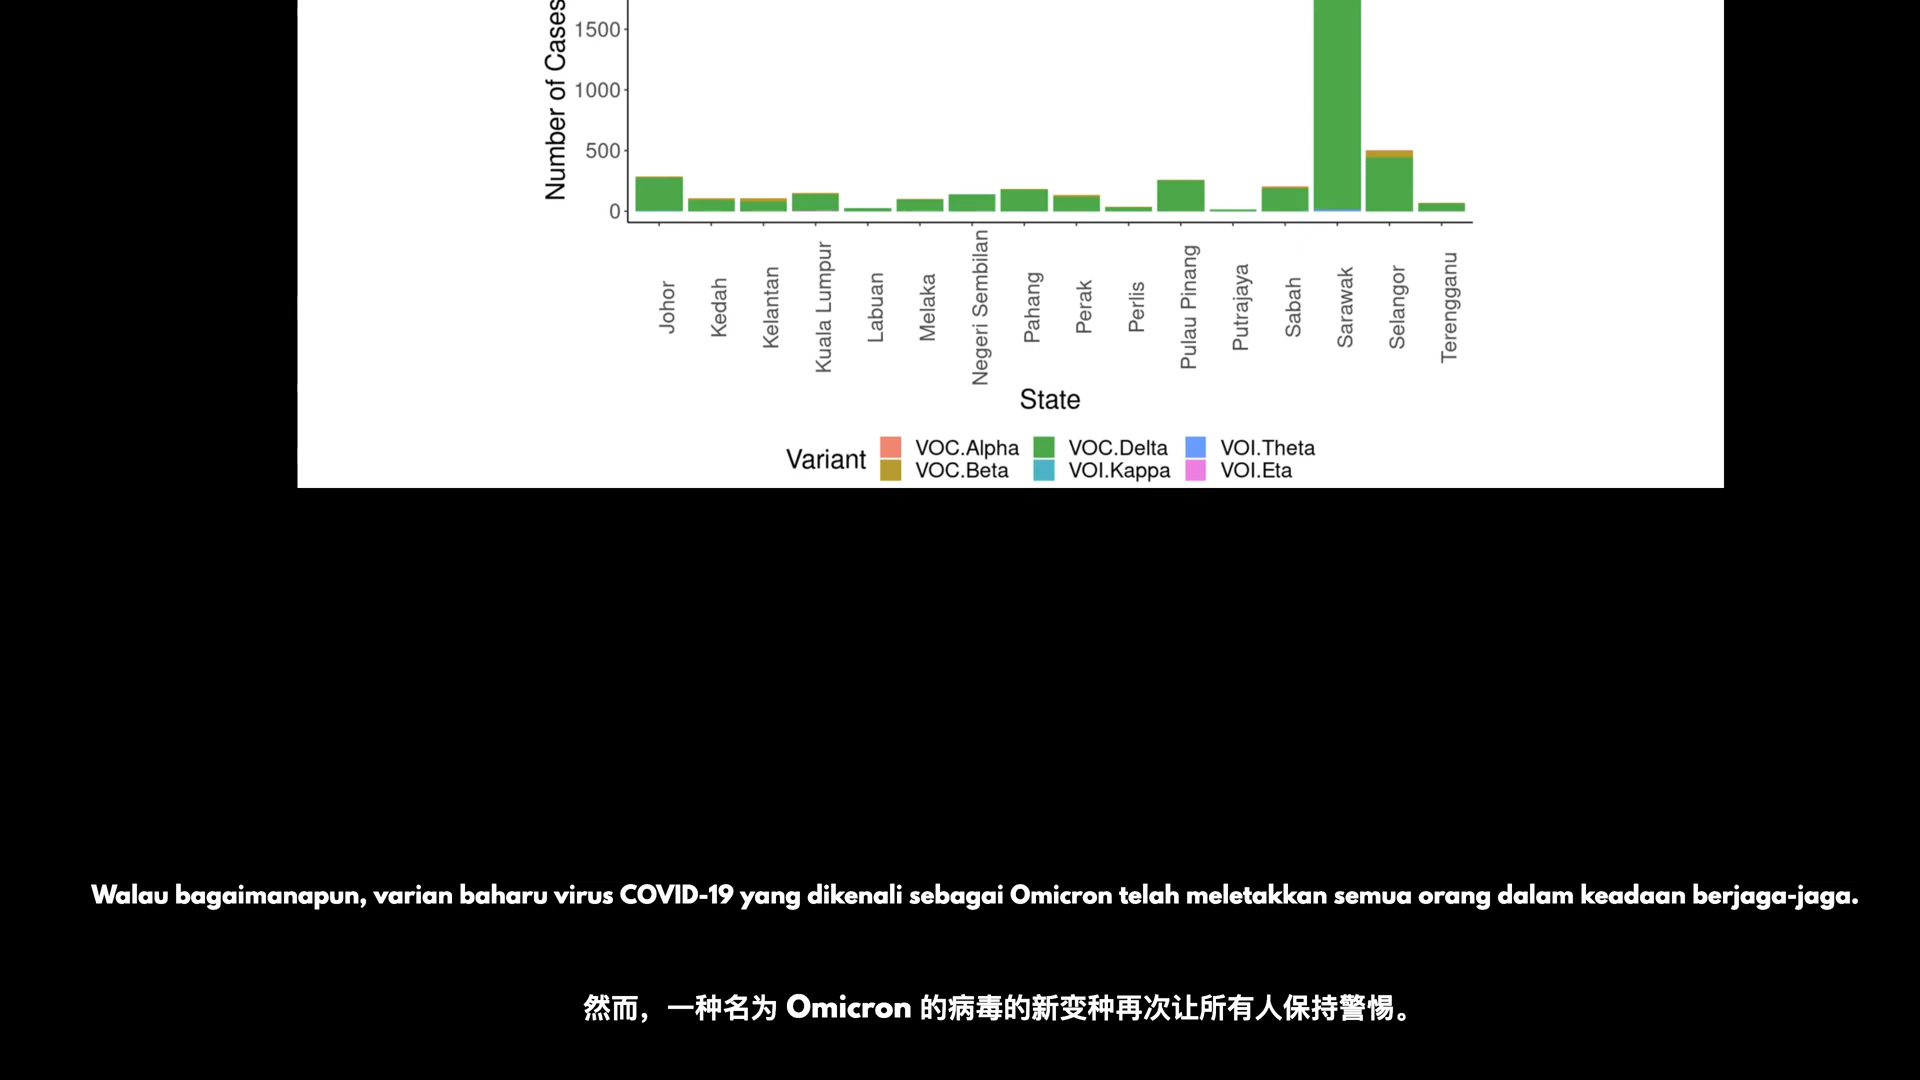 Number of Cases
1500
1000
500
0
Johor
Kedah
Kelantan
Kuala Lumpur
Labuan
Melaka
Negeri Sembilan
Pahang
Perak
Perlis
Pulau Pinang
Putrajaya
Sabah
Sarawak
Selangor
Terengganu
State
Variant
VOC.Alpha VOC.Delta VOI.Theta
VOC.Beta VOI.Kappa VOI.Eta
Walau bagaimanapun, varian baharu virus COVID-19 yang dikenali sebagai Omicron telah meletakkan semua orang dalam keadaan berjaga-jaga.
然而，一种名为 Omicron 的病毒的新变种再次让所有人保持警惕。